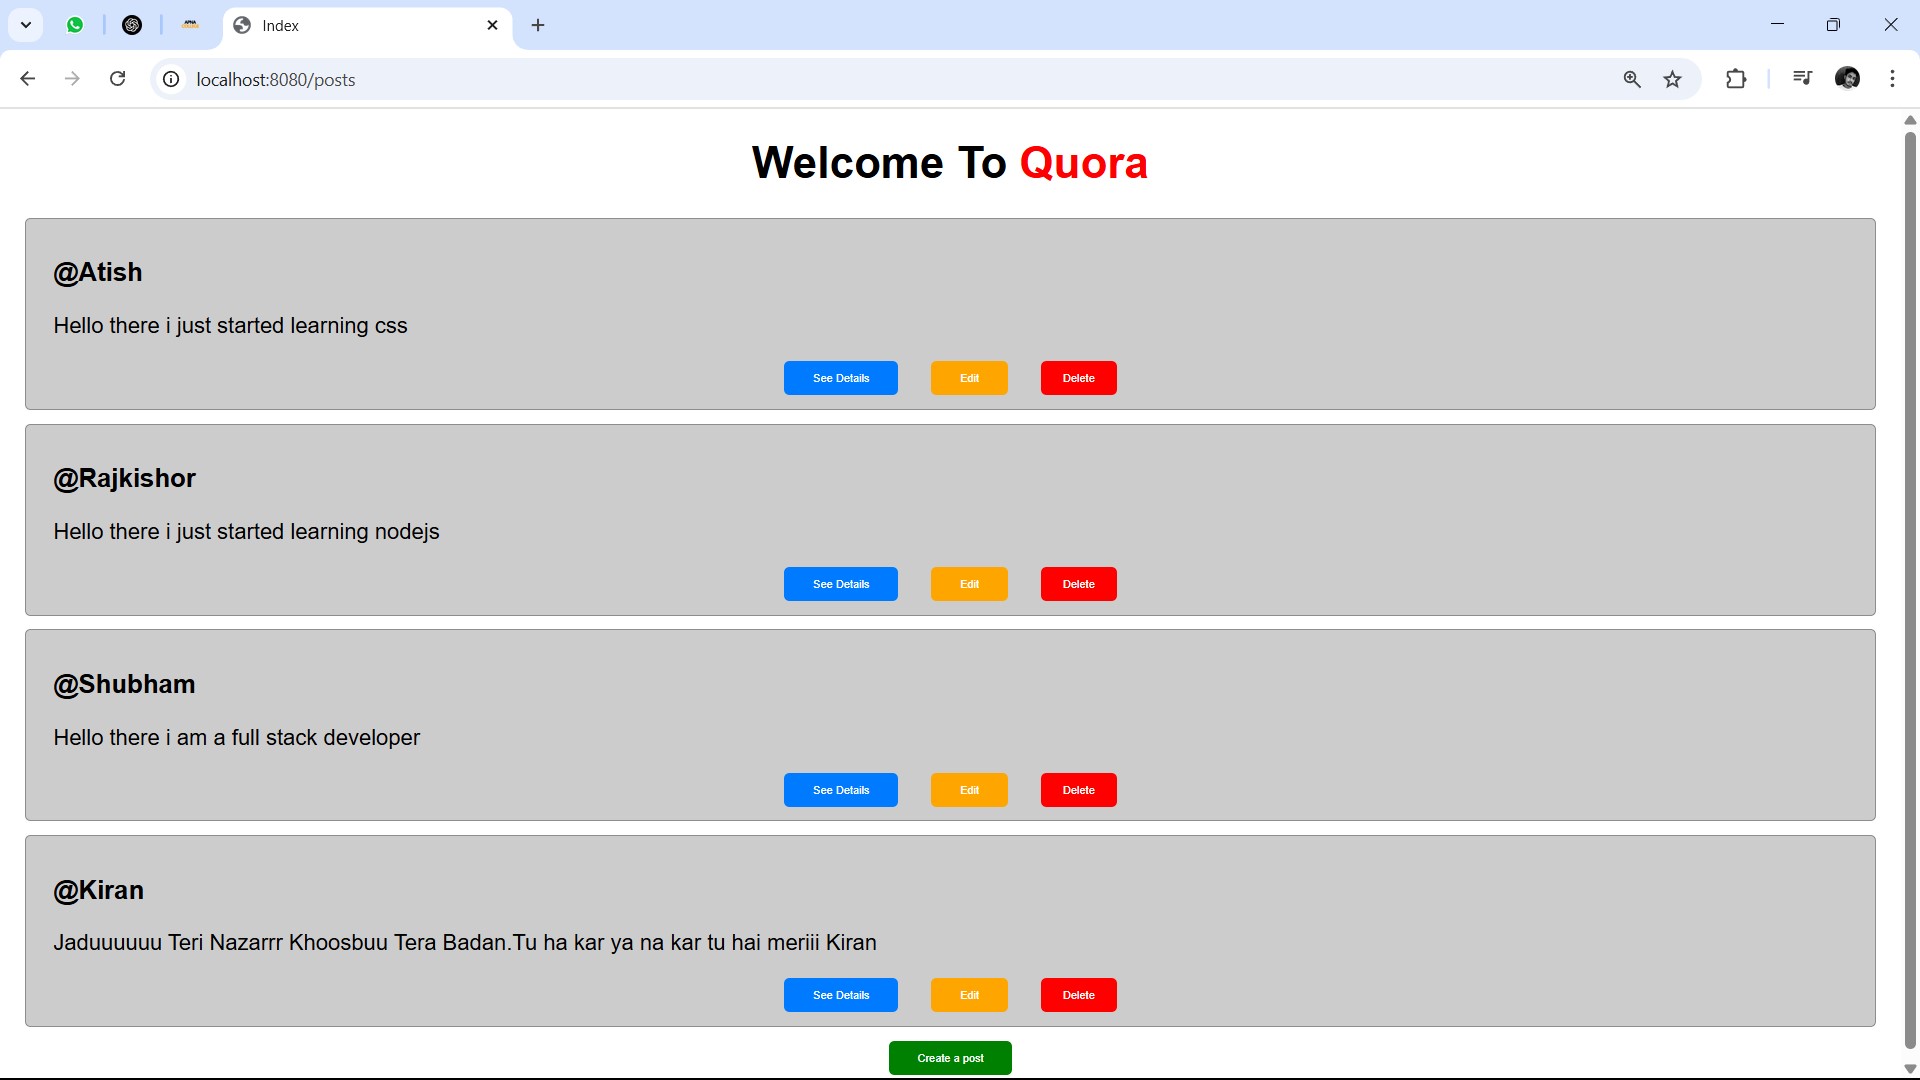 APNA
Index
localhost:8080/posts
Welcome To Quora
@Atish
Hello there i just started learning css
See Details Edit Delete
@Rajkishor
Hello there i just started learning nodejs
See Details Edit Delete
@Shubham
Hello there i am a full stack developer
See Details Edit Delete
@Kiran
Jaduuuuuu Teri Nazarrr Khoosbuu Tera Badan.Tu ha kar ya na kar tu hai meriii Kiran
See Details Edit Delete
Create a post